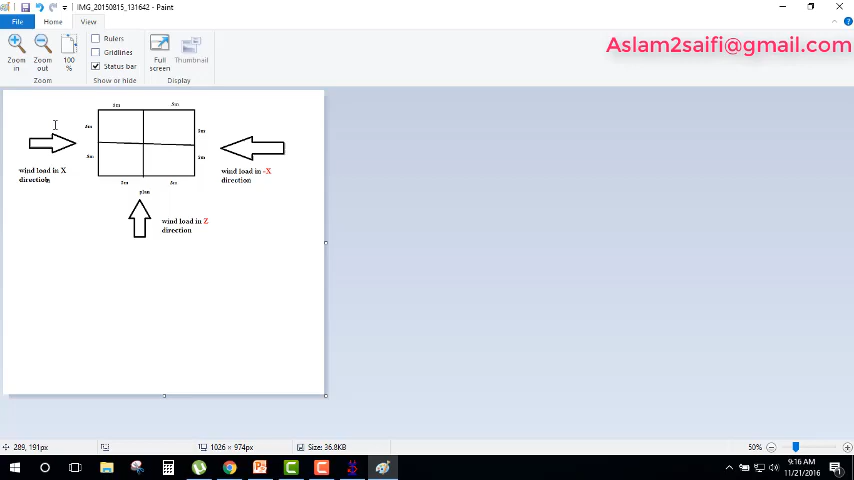 IMG_20150815_131642 - Paint
File
Home
View
Zoom in
Zoom out
100 %
Zoom
Rulers
Gridlines
Status bar
Show or hide
Full screen
Thumbnail
Display
Aslam2saifi@gmail.com
wind load in X
direction
plan
wind load in -X
direction
wind load in Z
direction
289, 191px
1026 × 974px
Size: 36.8KB
50%
9:16 AM
11/21/2016